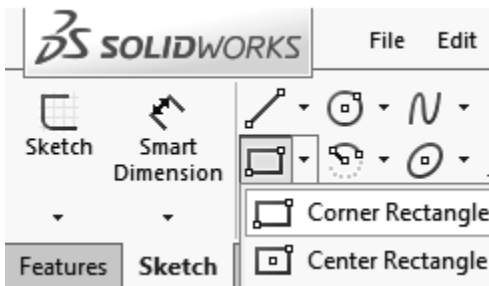 SOLIDWORKS File Edit
Sketch Smart Dimension
Corner Rectangle
Center Rectangle
Features Sketch